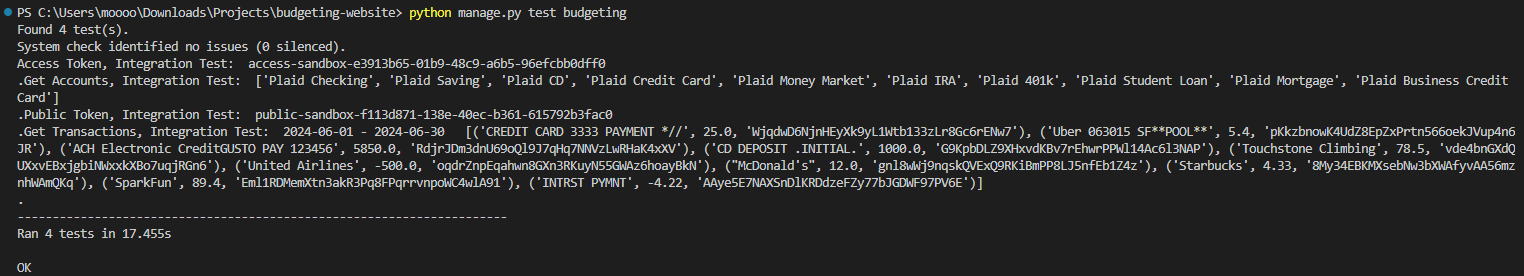 PS C:\Users\moooo\Downloads\Projects\budgeting-website> python manage.py test budgeting
Found 4 test(s).
System check identified no issues (0 silenced).
Access Token, Integration Test:  access-sandbox-e3913b65-01b9-48c9-a6b5-96efcbb0dff0
.Get Accounts, Integration Test:  ['Plaid Checking', 'Plaid Saving', 'Plaid CD', 'Plaid Credit Card', 'Plaid Money Market', 'Plaid IRA', 'Plaid 401k', 'Plaid Student Loan', 'Plaid Mortgage', 'Plaid Business Credit
Card']
.Public Token, Integration Test:  public-sandbox-f113d871-138e-40ec-b361-615792b3fac0
.Get Transactions, Integration Test:  2024-06-01 - 2024-06-30   [('CREDIT CARD 3333 PAYMENT *//', 25.0, 'WjqdwD6NjnHEyXk9yL1Wtb133zLr8Gc6rENw7'), ('Uber 063015 SF**POOL**', 5.4, 'pKkzbnowK4UdZ8EpZxPrtn566oekJVup4n6
JR'), ('ACH Electronic CreditGUSTO PAY 123456', 5850.0, 'RdjrJDm3dnU69oQl9J7qHq7NNVzLwRHaK4xXV'), ('CD DEPOSIT .INITIAL.', 1000.0, 'G9KpbDLZ9XHxvdKBv7rEhwrPPWl14Ac6l3NAP'), ('Touchstone Climbing', 78.5, 'vde4bnGXdQ
UXxvEBxjgbiNWxxkXBo7uqjRGn6'), ('United Airlines', -500.0, 'oqdrZnpEqahwn8GXn3RKuyN55GWAz6hoayBkN'), ("McDonald's", 12.0, 'gnl8wWj9nqskQVExQ9RKiBmPP8LJ5nfEb1Z4z'), ('Starbucks', 4.33, '8My34EBKMXsebNw3bXWAfyvAA56mz
nhWAmQKq'), ('SparkFun', 89.4, 'Eml1RDMemXtn3akR3Pq8FPqrrvnpoWC4wlA91'), ('INTRST PYMNT', -4.22, 'AAye5E7NAXSnDlKRDdzeFZy77bJGDWF97PV6E')]
.
----------------------------------------------------------------------
Ran 4 tests in 17.455s
OK